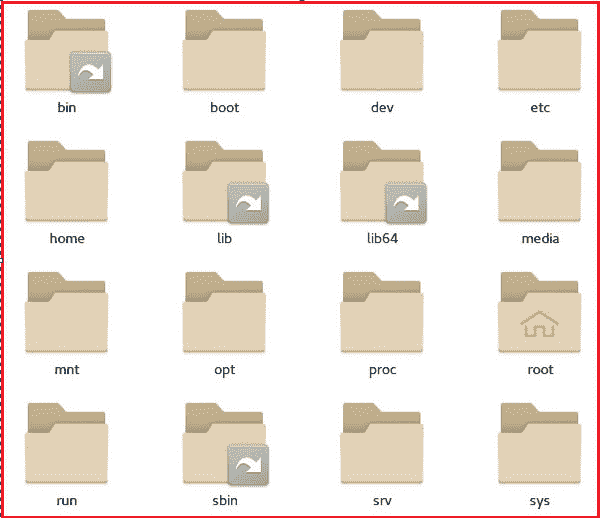 bin boot dev etc
home lib lib64 media
mnt opt proc root
run sbin srv sys